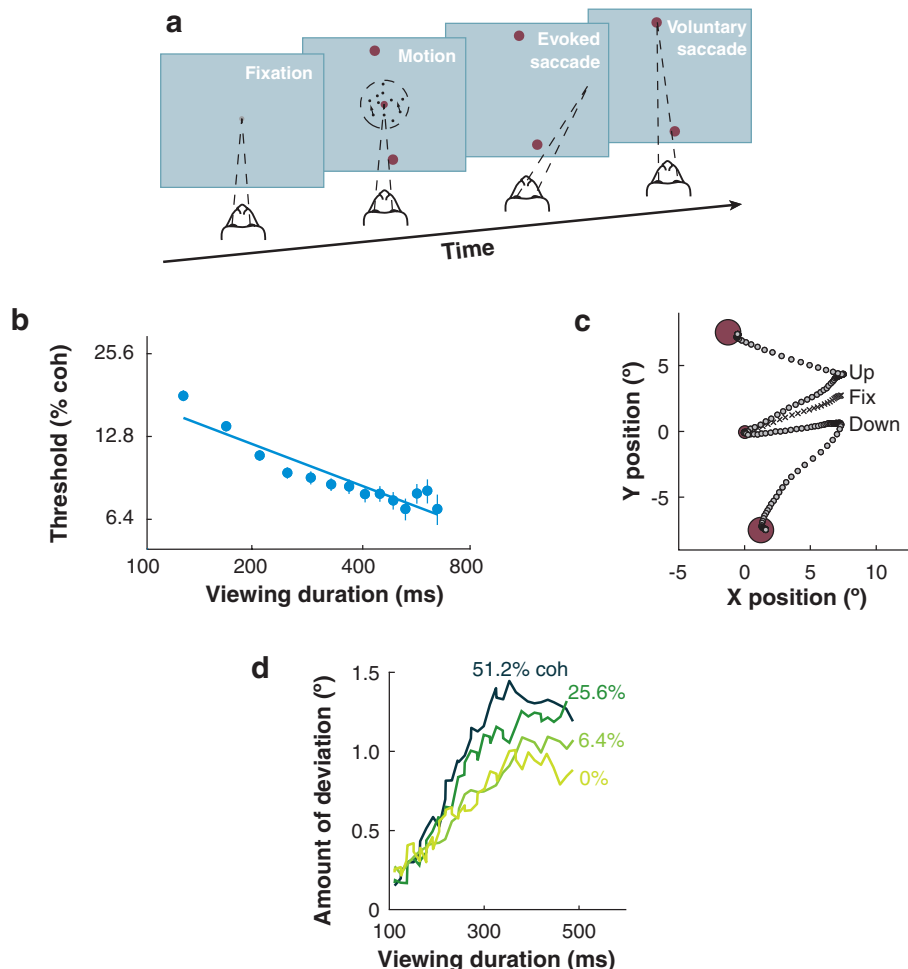 a
Fixation
Motion
Evoked
saccade
Voluntary
saccade
Time
b
Threshold (% coh)
25.6
12.8
6.4
100
200
400
800
Viewing duration (ms)
c
Y position (º)
5
0
-5
Up
Fix
Down
-5
0
5
10
X position (º)
d
Amount of deviation (º)
1.5
1.0
0.5
0
51.2% coh
25.6%
6.4%
0%
100
300
500
Viewing duration (ms)